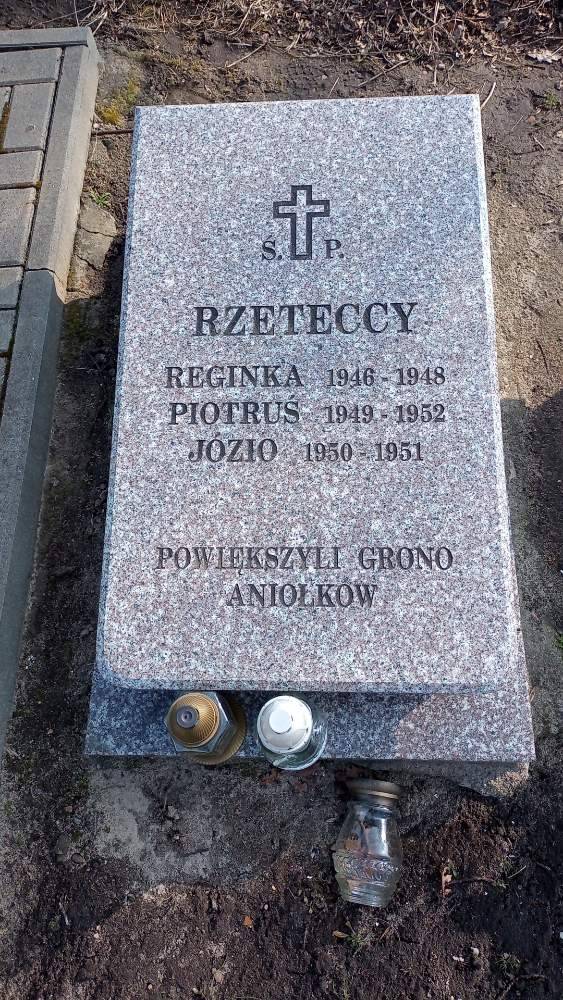 S. P.
RZETECCY
REGINKA 1946 - 1948
PIOTRUŚ 1949 - 1952
JÓZIO 1950 - 1951
POWIĘKSZYLI GRONO
ANIOŁKÓW